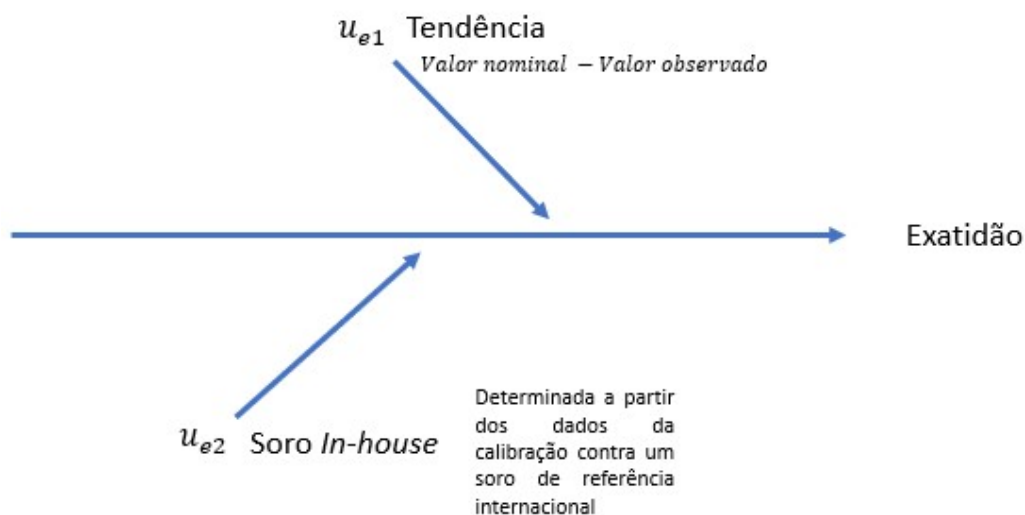 u_e1 Tendência
Valor nominal − Valor observado
Exatidão
u_e2 Soro In-house
Determinada a partir
dos dados da
calibração contra um
soro de referência
internacional